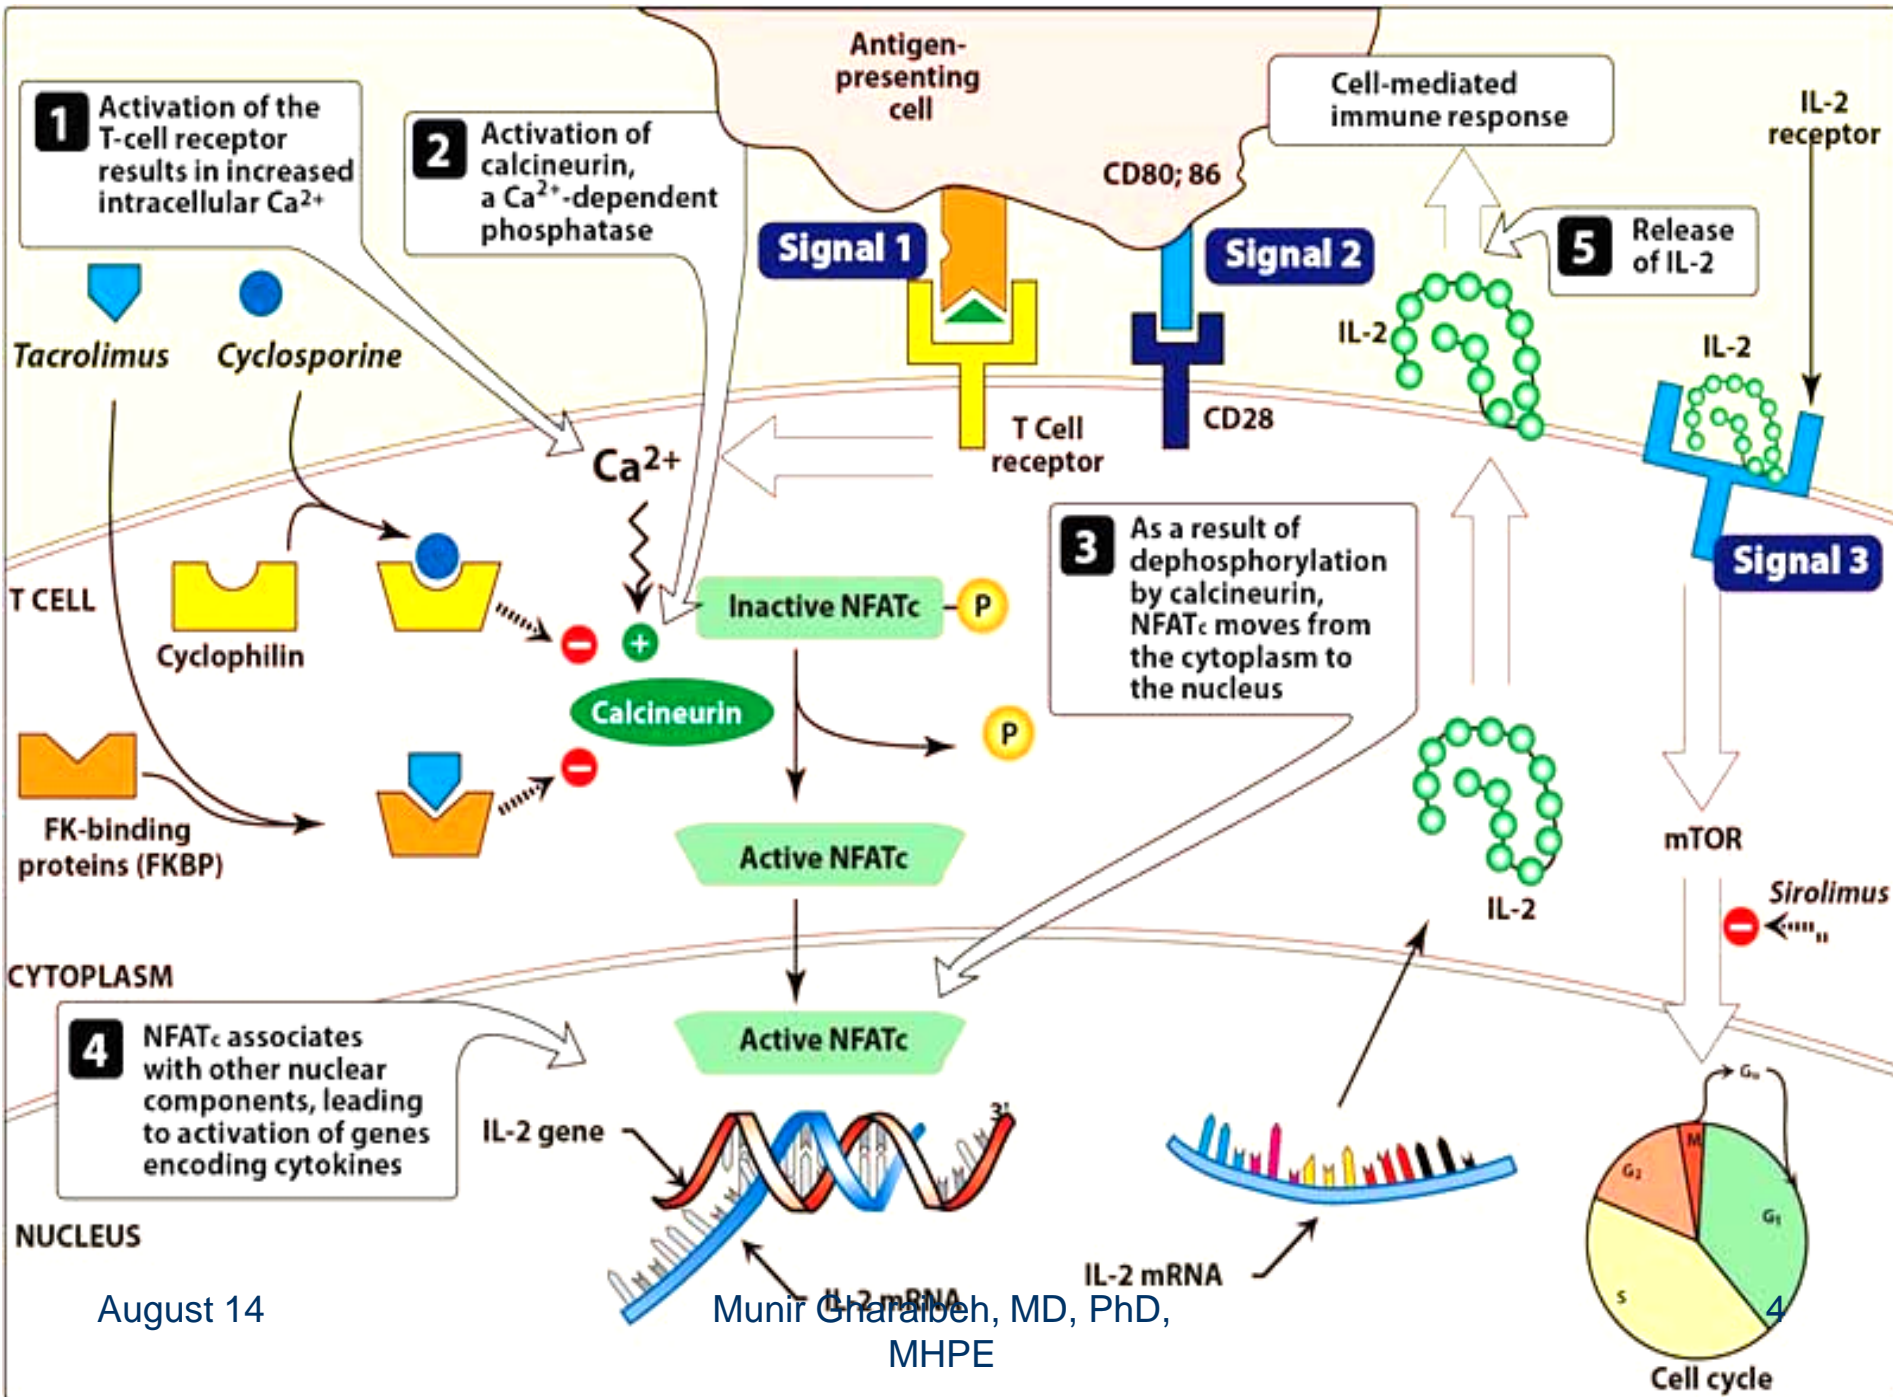 Antigen-
presenting
cell
1
Activation of the
T-cell receptor
results in increased
intracellular Ca²⁺
2
Activation of
calcineurin,
a Ca²⁺-dependent
phosphatase
CD80; 86
Cell-mediated
immune response
IL-2
receptor
Signal 1
Signal 2
5
Release
of IL-2
Tacrolimus
Cyclosporine
IL-2
IL-2
Ca²⁺
T Cell
receptor
CD28
3
As a result of
dephosphorylation
by calcineurin,
NFATc moves from
the cytoplasm to
the nucleus
Signal 3
T CELL
Cyclophilin
Inactive NFATc
P
Calcineurin
P
FK-binding
proteins (FKBP)
Active NFATc
mTOR
Sirolimus
IL-2
CYTOPLASM
4
NFATc associates
with other nuclear
components, leading
to activation of genes
encoding cytokines
Active NFATc
IL-2 gene
3'
G₀
M
G₂
G₁
S
NUCLEUS
IL-2 mRNA
IL-2 mRNA
Cell cycle
August 14
Munir Gharaibeh, MD, PhD,
MHPE
4